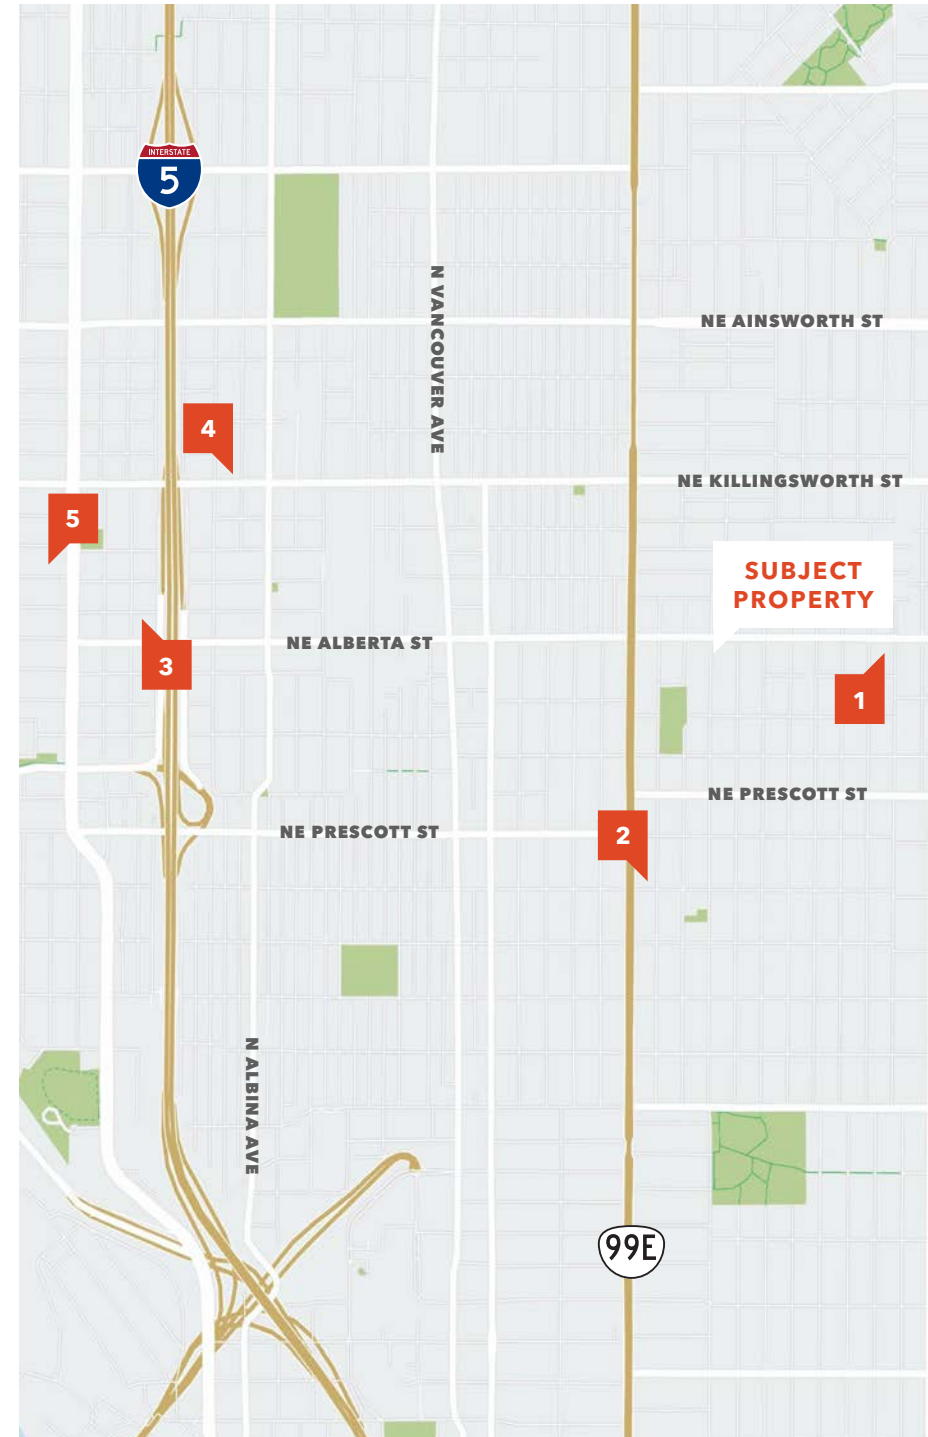 INTERSTATE
5
N VANCOUVER AVE
NE AINSWORTH ST
4
NE KILLINGSWORTH ST
5
SUBJECT
PROPERTY
NE ALBERTA ST
3
1
NE PRESCOTT ST
NE PRESCOTT ST
2
N ALBINA AVE
99E